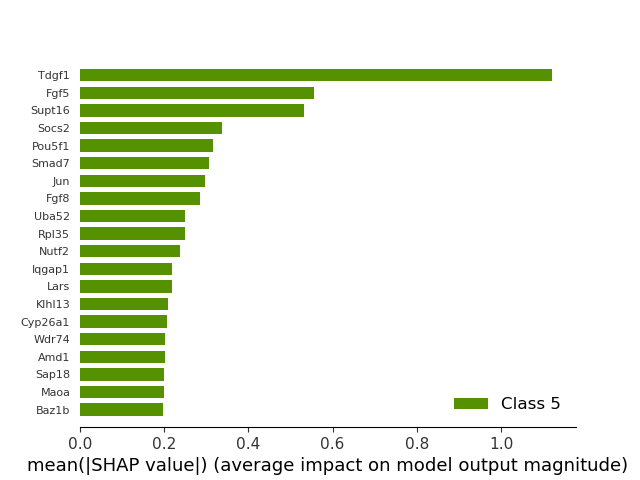 Tdgf1
Fgf5
Supt16
Socs2
Pou5f1
Smad7
Jun
Fgf8
Uba52
Rpl35
Nutf2
Iqgap1
Lars
Klhl13
Cyp26a1
Wdr74
Amd1
Sap18
Maoa
Baz1b
Class 5
0.0 0.2 0.4 0.6 0.8 1.0
mean(|SHAP value|) (average impact on model output magnitude)